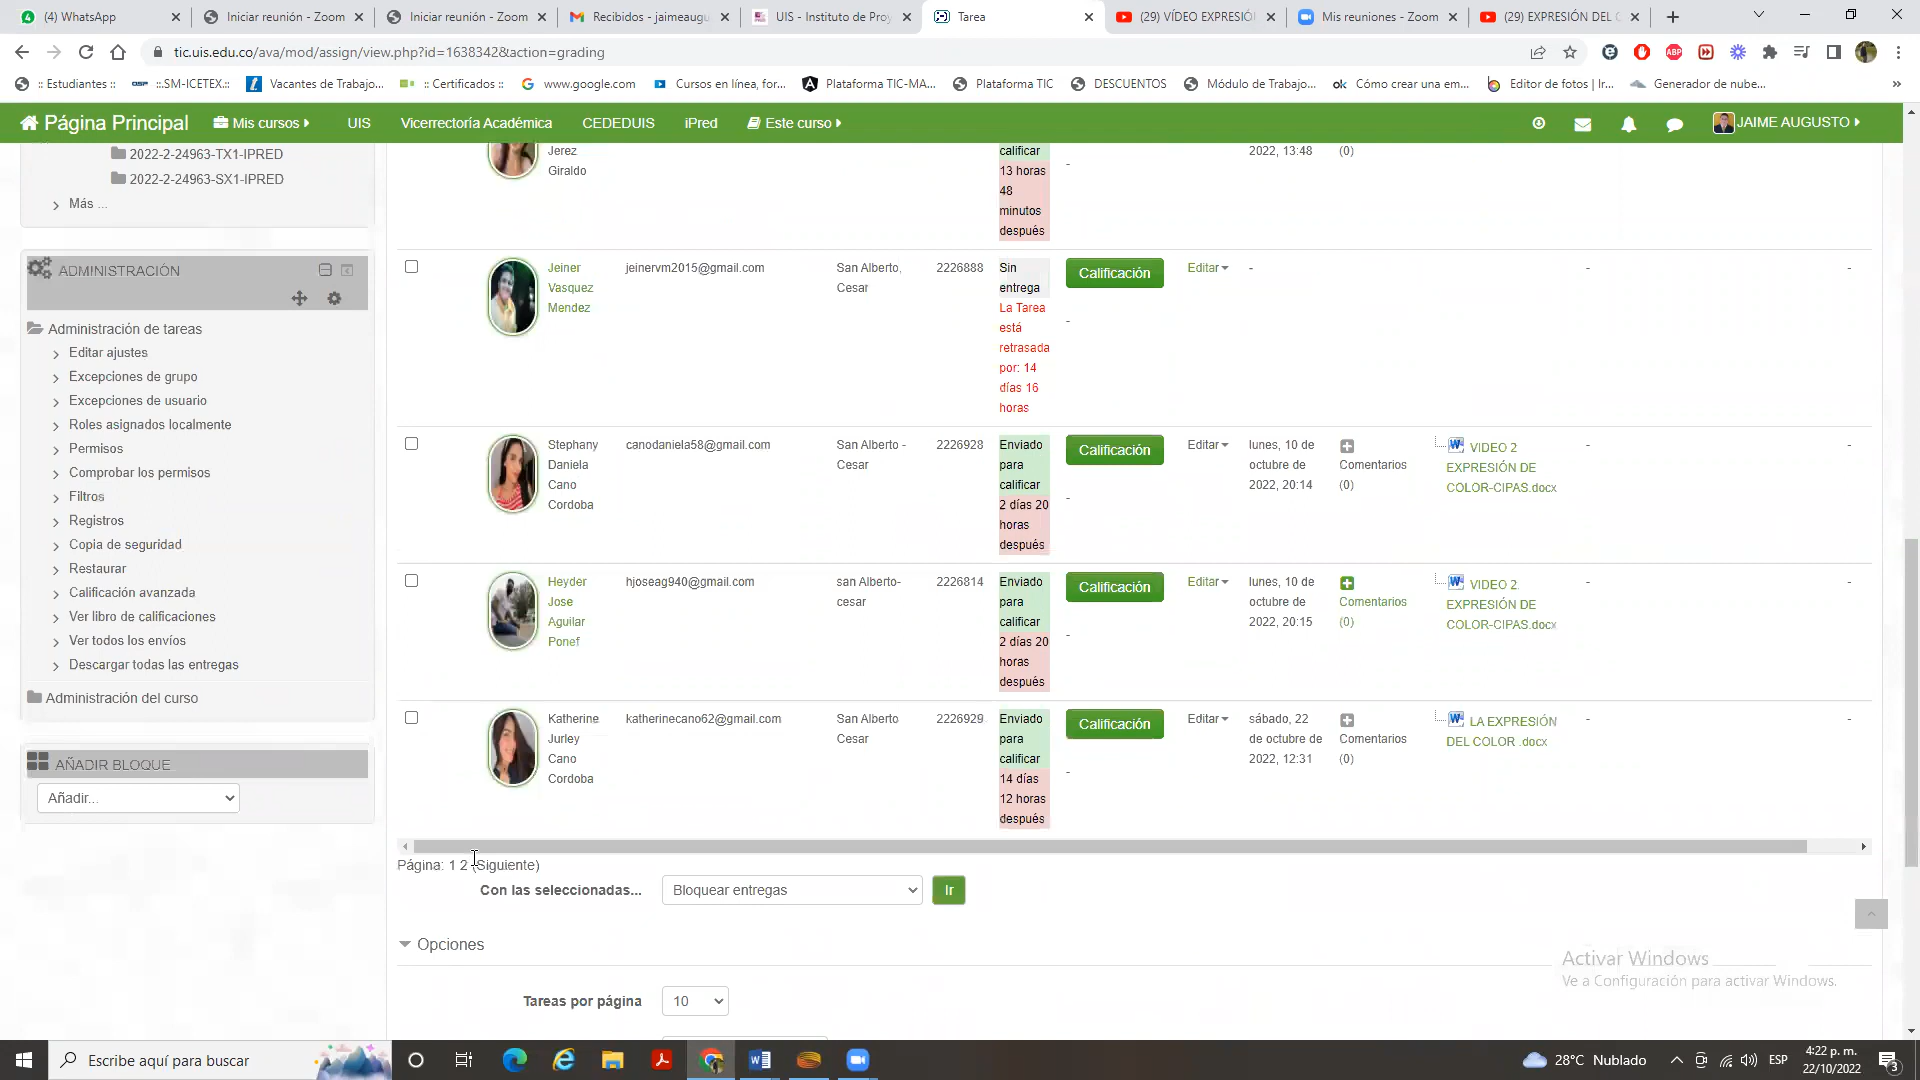 (4) WhatsApp
Iniciar reunión - Zoom
Iniciar reunión - Zoom
Recibidos - jaimeaugu
UIS - Instituto de Pro
Tarea
(29) VÍDEO EXPRESIÓ
Mis reuniones - Zoom
(29) EXPRESIÓN DEL C
tic.uis.edu.co/ava/mod/assign/view.php?id=1638342&action=grading
:: Estudiantes ::
::.SM-ICETEX.::
Vacantes de Trabajo...
:: Certificados ::
www.google.com
Cursos en línea, for...
Plataforma TIC-MA...
Plataforma TIC
DESCUENTOS
Módulo de Trabajo...
Cómo crear una em...
Editor de fotos | Ir...
Generador de nube...
Página Principal
Mis cursos
UIS
Vicerrectoría Académica
CEDEDUIS
iPred
Este curso
JAIME AUGUSTO
2022-2-24963-TX1-IPRED
2022-2-24963-SX1-IPRED
Más ...
ADMINISTRACIÓN
Administración de tareas
Editar ajustes
Excepciones de grupo
Excepciones de usuario
Roles asignados localmente
Permisos
Comprobar los permisos
Filtros
Registros
Copia de seguridad
Restaurar
Calificación avanzada
Ver libro de calificaciones
Ver todos los envíos
Descargar todas las entregas
Administración del curso
AÑADIR BLOQUE
Añadir...
Jerez
Giraldo
calificar
13 horas
48
minutos
después
-
2022, 13:48
(0)
Jeiner
Vasquez
Mendez
jeinervm2015@gmail.com
San Alberto,
Cesar
2226888
Sin
entrega
La Tarea
está
retrasada
por: 14
días 16
horas
Calificación
-
Editar
-
-
-
Stephany
Daniela
Cano
Cordoba
canodaniela58@gmail.com
San Alberto -
Cesar
2226928
Enviado
para
calificar
2 días 20
horas
después
Calificación
-
Editar
lunes, 10 de
octubre de
2022, 20:14
Comentarios
(0)
VIDEO 2
EXPRESIÓN DE
COLOR-CIPAS.docx
-
-
Heyder
Jose
Aguilar
Ponef
hjoseag940@gmail.com
san Alberto-
cesar
2226814
Enviado
para
calificar
2 días 20
horas
después
Calificación
-
Editar
lunes, 10 de
octubre de
2022, 20:15
Comentarios
(0)
VIDEO 2.
EXPRESIÓN DE
COLOR-CIPAS.docx
-
-
Katherine
Jurley
Cano
Cordoba
katherinecano62@gmail.com
San Alberto
Cesar
2226929
Enviado
para
calificar
14 días
12 horas
después
Calificación
-
Editar
sábado, 22
de octubre de
2022, 12:31
Comentarios
(0)
LA EXPRESIÓN
DEL COLOR .docx
-
-
Página: 1 2 (Siguiente)
Con las seleccionadas...
Bloquear entregas
Ir
Opciones
Tareas por página
10
Activar Windows
Ve a Configuración para activar Windows.
Escribe aquí para buscar
28°C Nublado
ESP
4:22 p. m.
22/10/2022
3